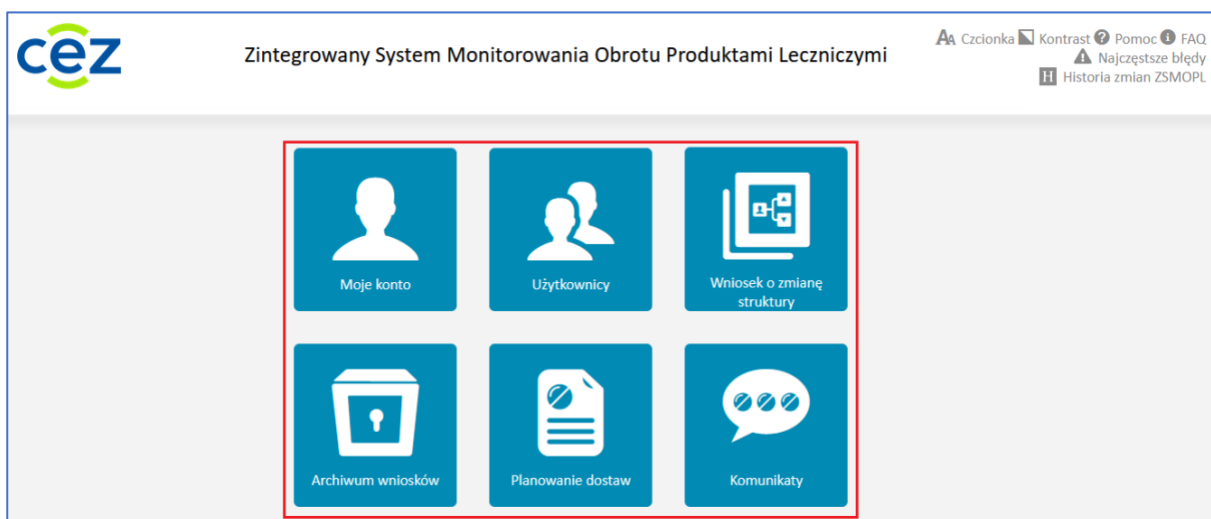 cez
Zintegrowany System Monitorowania Obrotu Produktami Leczniczymi
AA Czcionka Kontrast ? Pomoc i FAQ
Najczęstsze błędy
H Historia zmian ZSMOPL
Moje konto
Użytkownicy
Wniosek o zmianę
struktury
Archiwum wniosków
Planowanie dostaw
Komunikaty